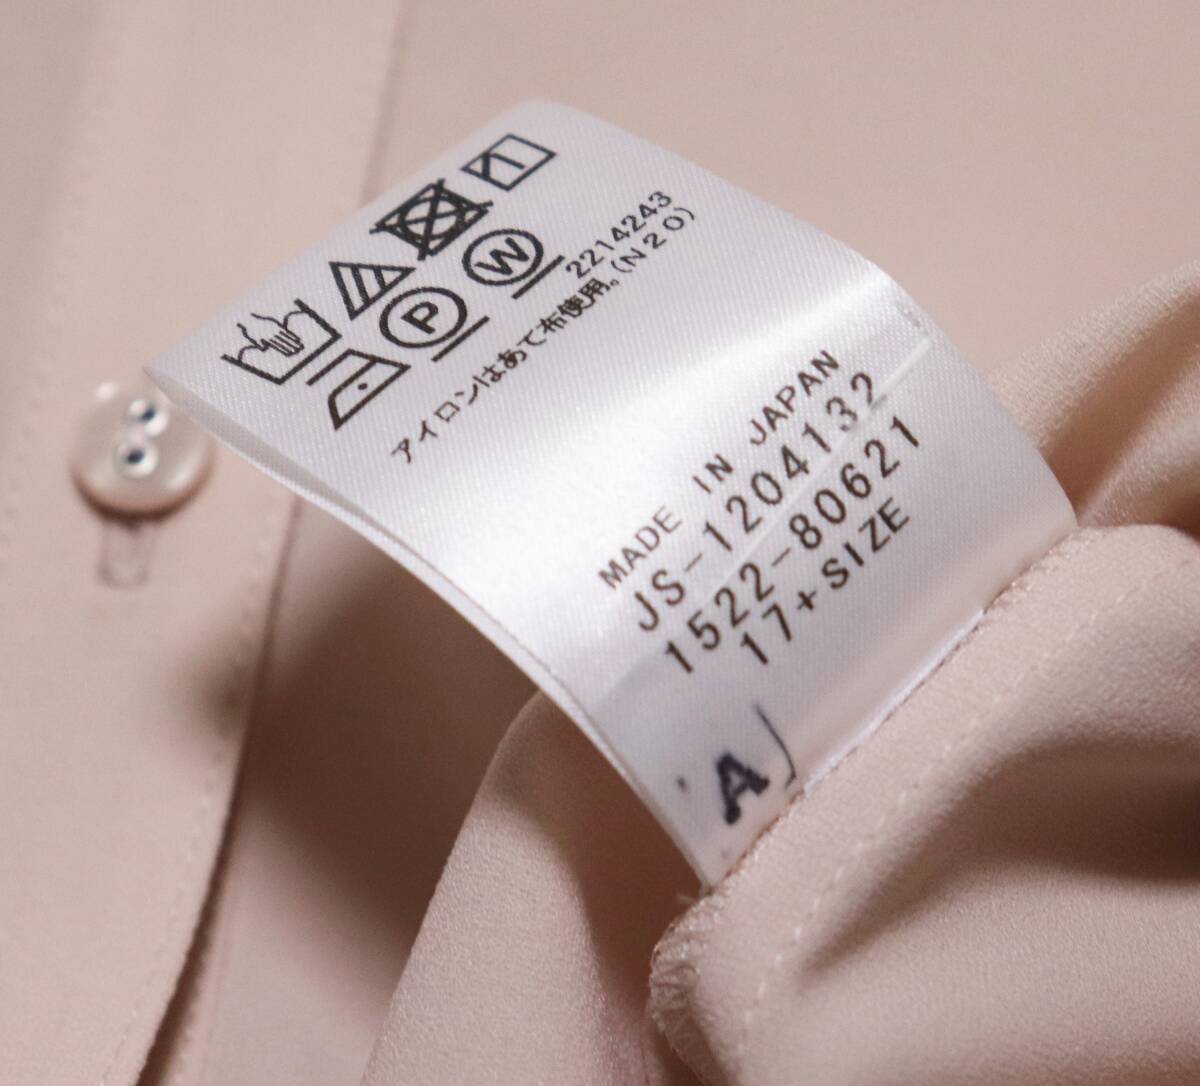 P W
2214243
アイロンはあて布使用。(N20)
MADE IN JAPAN
JS-1204132
1522-80621
17+SIZE
A